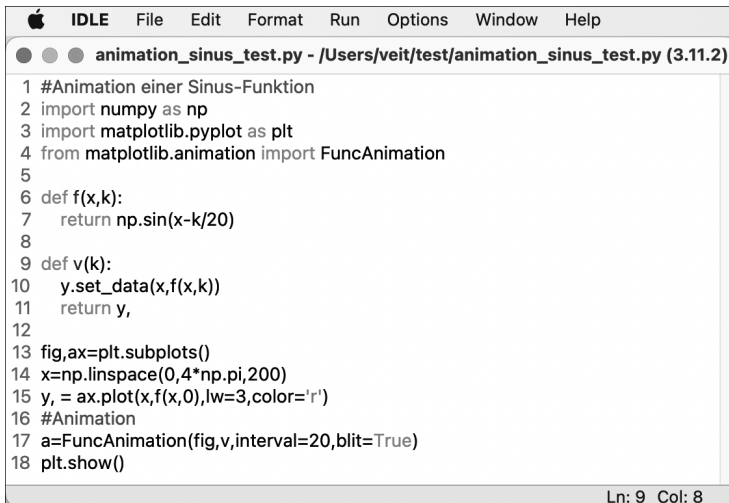 IDLE File Edit Format Run Options Window Help
animation_sinus_test.py - /Users/veit/test/animation_sinus_test.py (3.11.2)
1 #Animation einer Sinus-Funktion
2 import numpy as np
3 import matplotlib.pyplot as plt
4 from matplotlib.animation import FuncAnimation
5
6 def f(x,k):
7     return np.sin(x-k/20)
8
9 def v(k):
10     y.set_data(x,f(x,k))
11     return y,
12
13 fig,ax=plt.subplots()
14 x=np.linspace(0,4*np.pi,200)
15 y, = ax.plot(x,f(x,0),lw=3,color='r')
16 #Animation
17 a=FuncAnimation(fig,v,interval=20,blit=True)
18 plt.show()
Ln: 9 Col: 8